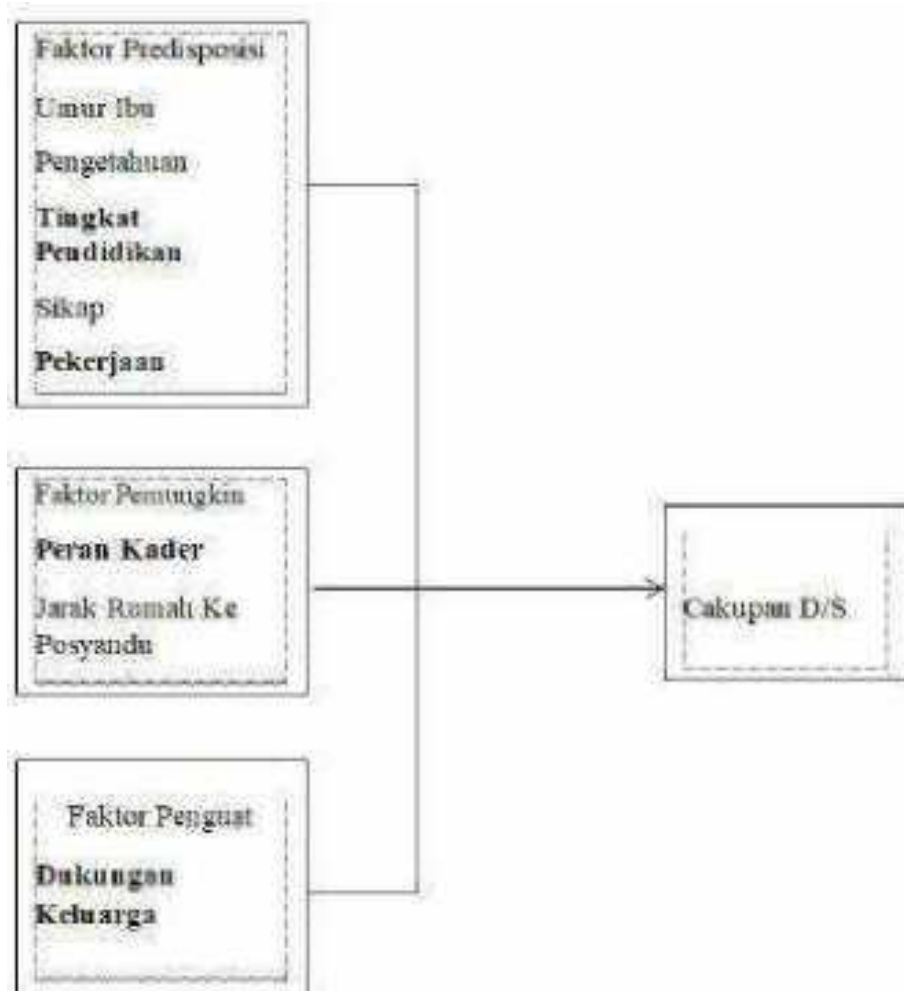 Faktor Predisposisi
Umur Ibu
Pengetahuan
Tingkat
Pendidikan
Sikap
Pekerjaan
Faktor Pemungkin
Peran Kader
Jarak Rumah Ke
Posyandu
Faktor Penguat
Dukungan
Keluarga
Cakupan D/S